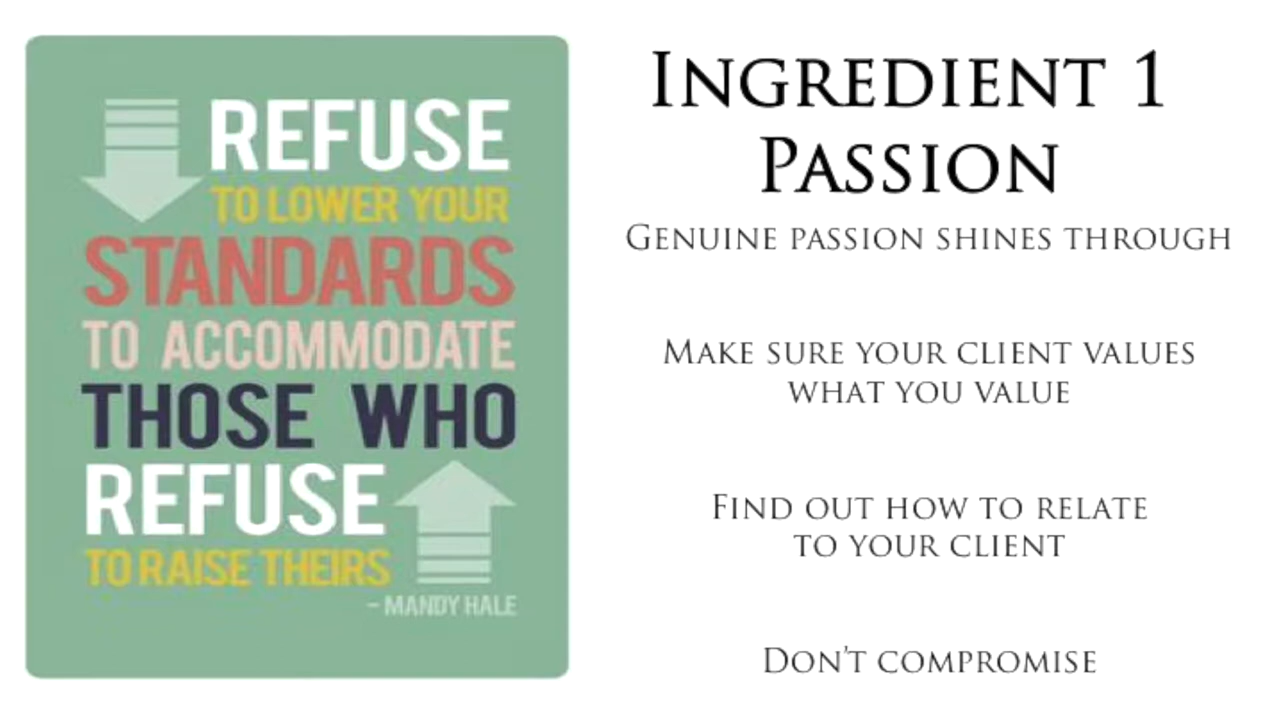 REFUSE
TO LOWER YOUR
STANDARDS
TO ACCOMMODATE
THOSE WHO
REFUSE
TO RAISE THEIRS
- MANDY HALE
INGREDIENT 1
PASSION
GENUINE PASSION SHINES THROUGH
MAKE SURE YOUR CLIENT VALUES
WHAT YOU VALUE
FIND OUT HOW TO RELATE
TO YOUR CLIENT
DON'T COMPROMISE